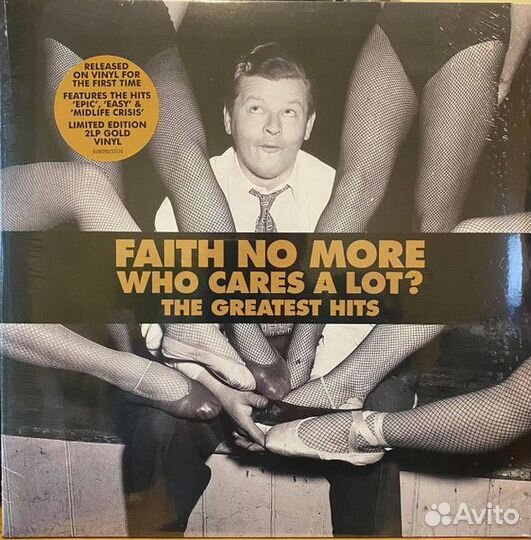 RELEASED
ON VINYL FOR
THE FIRST TIME
FEATURES THE HITS
'EPIC', 'EASY' &
'MIDLIFE CRISIS'
LIMITED EDITION
2LP GOLD
VINYL
FAITH NO MORE
WHO CARES A LOT?
THE GREATEST HITS
Avito